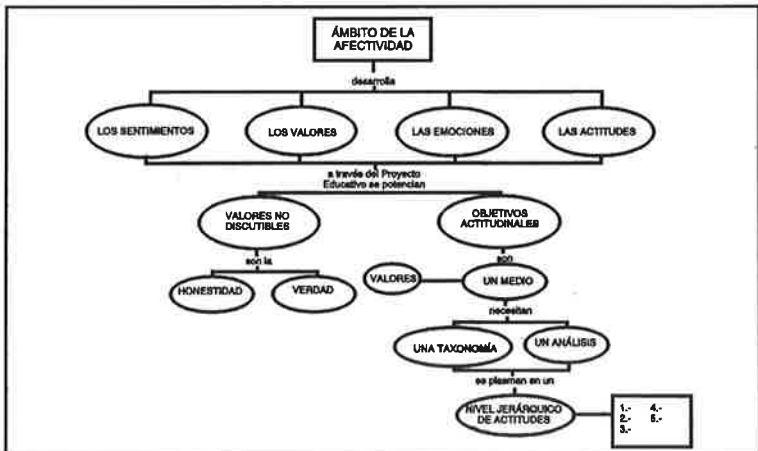 ÁMBITO DE LA
AFECTIVIDAD
desarrolla
LOS SENTIMIENTOS
LOS VALORES
LAS EMOCIONES
LAS ACTITUDES
a través del Proyecto
Educativo se potencian
VALORES NO
DISCUTIBLES
OBJETIVOS
ACTITUDINALES
son la
son
HONESTIDAD
VERDAD
VALORES
UN MEDIO
necesitan
UNA TAXONOMÍA
UN ANÁLISIS
se plasman en un
NIVEL JERÁRQUICO
DE ACTITUDES
1.- 4.-
2.- 5.-
3.-